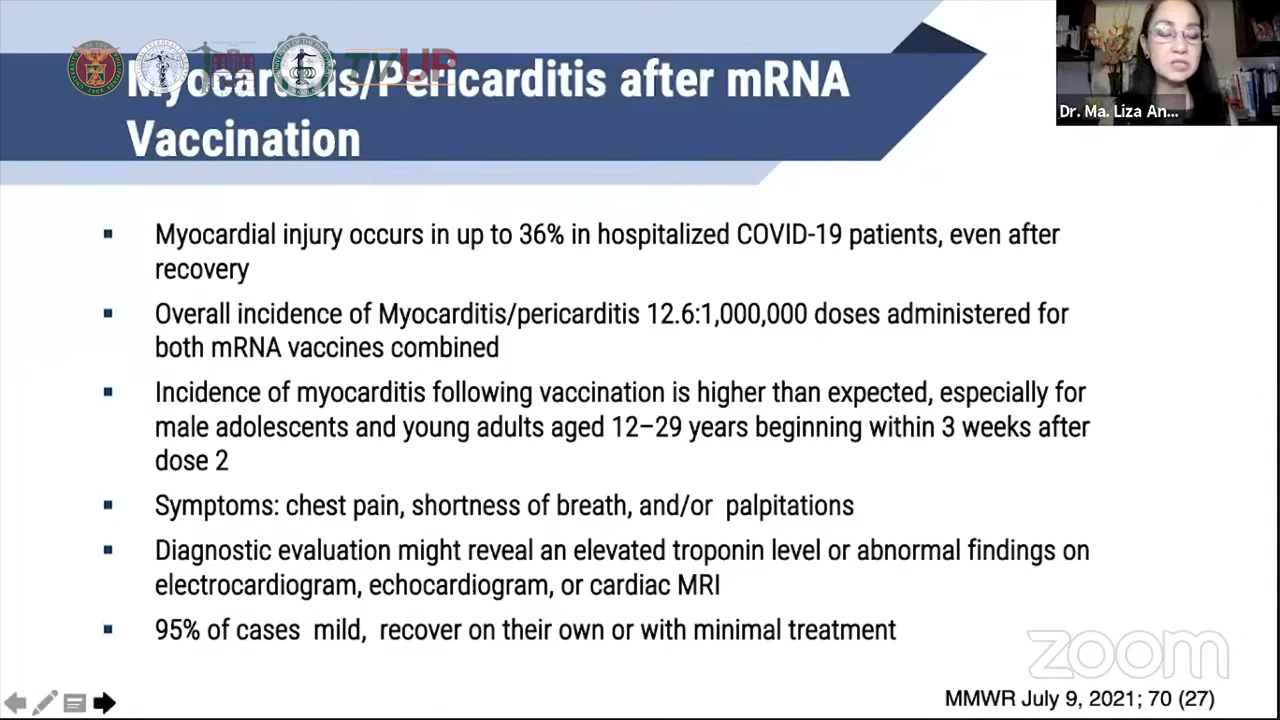 Myocarditis/Pericarditis after mRNA
Vaccination
Dr. Ma. Liza An...
Myocardial injury occurs in up to 36% in hospitalized COVID-19 patients, even after
recovery
Overall incidence of Myocarditis/pericarditis 12.6:1,000,000 doses administered for
both mRNA vaccines combined
Incidence of myocarditis following vaccination is higher than expected, especially for
male adolescents and young adults aged 12–29 years beginning within 3 weeks after
dose 2
Symptoms: chest pain, shortness of breath, and/or palpitations
Diagnostic evaluation might reveal an elevated troponin level or abnormal findings on
electrocardiogram, echocardiogram, or cardiac MRI
95% of cases mild, recover on their own or with minimal treatment
zoom
MMWR July 9, 2021; 70 (27)